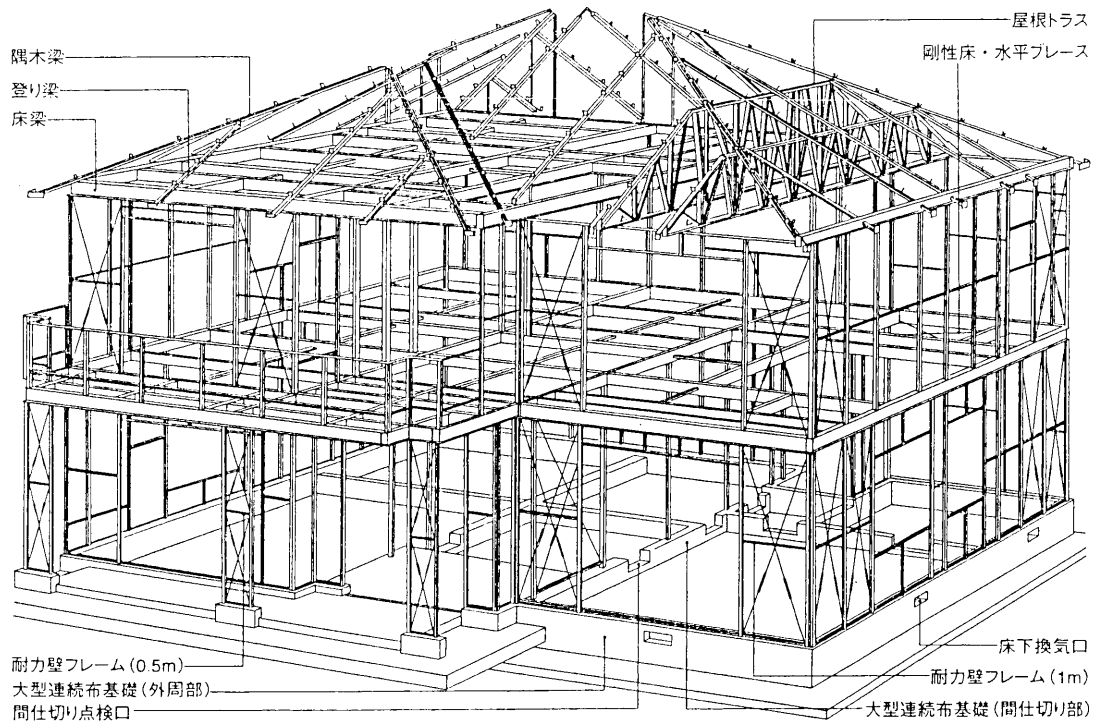 隅木梁
登り梁
床梁
屋根トラス
剛性床・水平ブレース
耐力壁フレーム(0.5m)
大型連続布基礎(外周部)
間仕切り点検口
床下換気口
耐力壁フレーム(1m)
大型連続布基礎(間仕切り部)